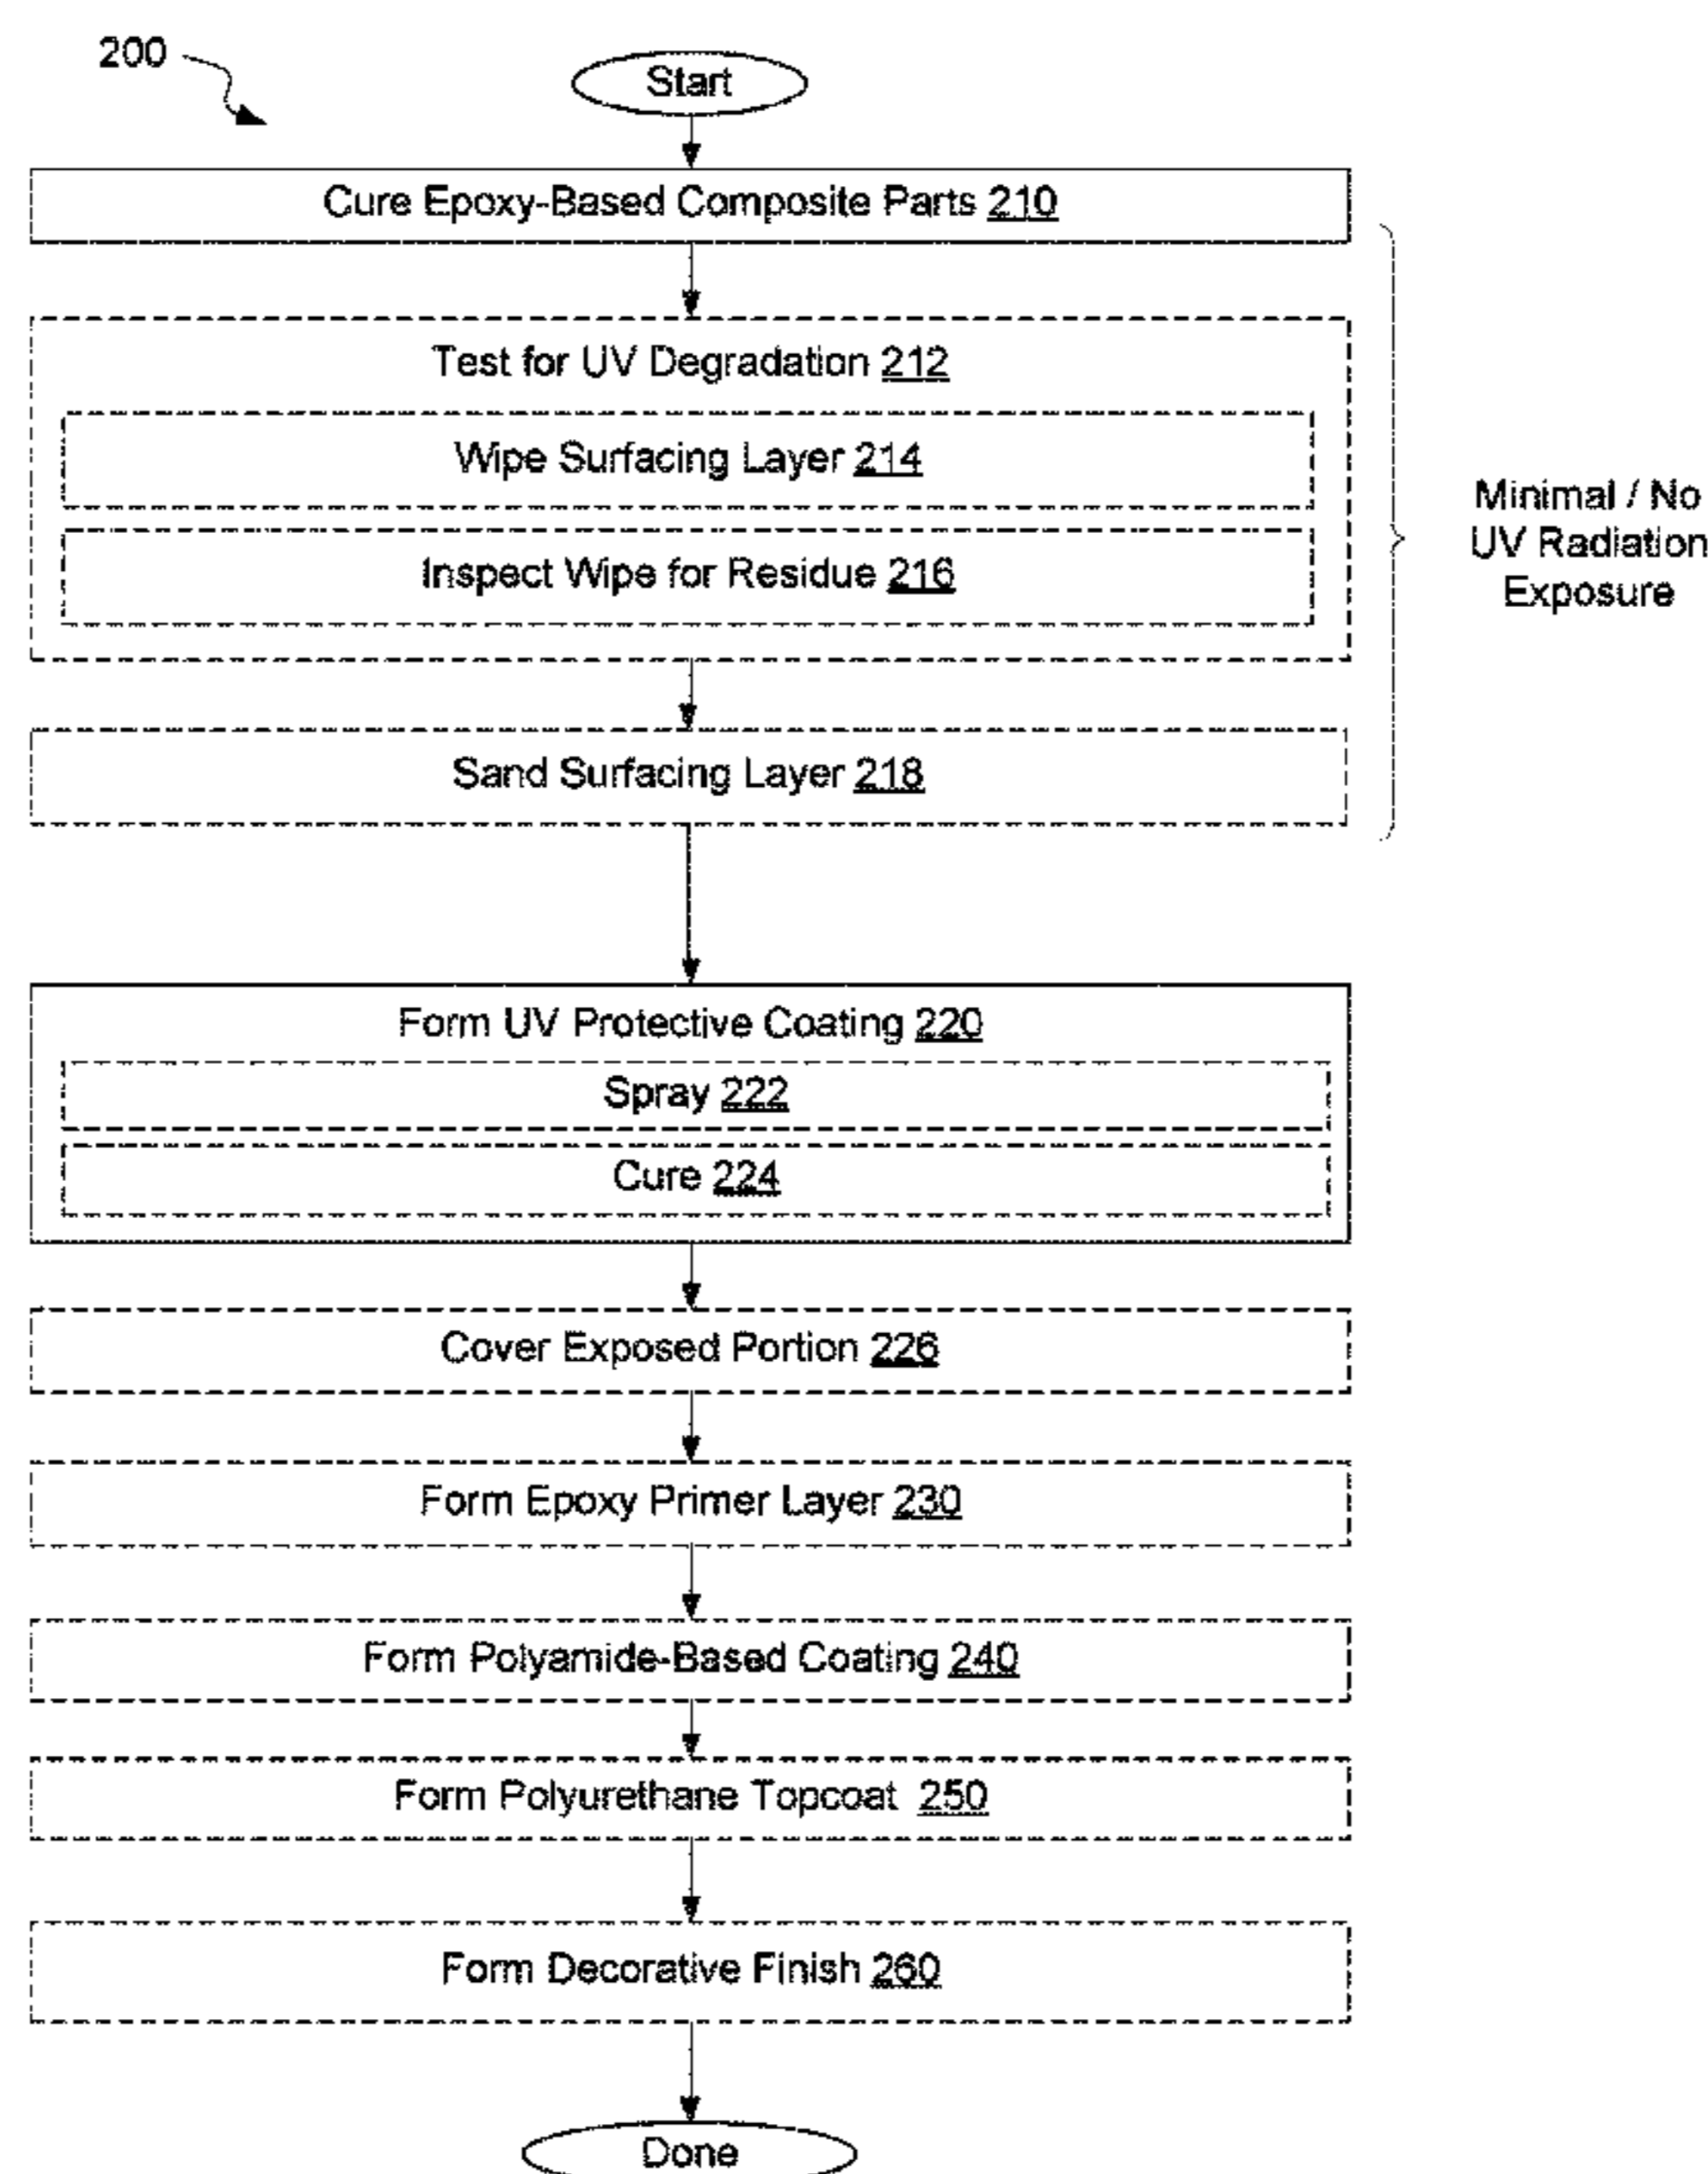 200
Start
Cure Epoxy-Based Composite Parts 210
Test for UV Degradation 212
Wipe Surfacing Layer 214
Inspect Wipe for Residue 216
Minimal / No
UV Radiation
Exposure
Sand Surfacing Layer 218
Form UV Protective Coating 220
Spray 222
Cure 224
Cover Exposed Portion 226
Form Epoxy Primer Layer 230
Form Polyamide-Based Coating 240
Form Polyurethane Topcoat 250
Form Decorative Finish 260
Done